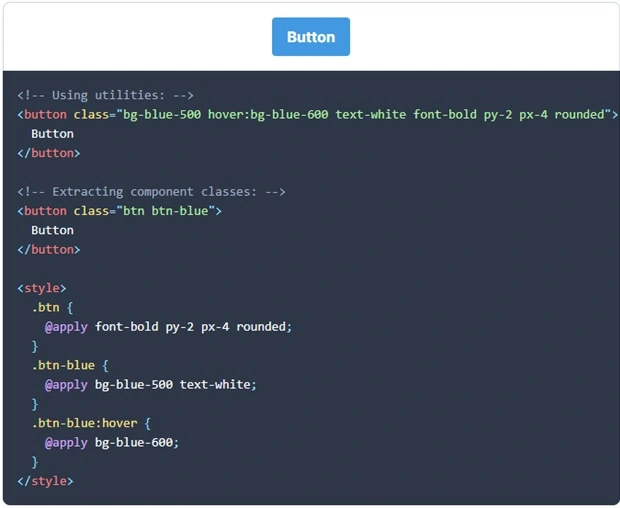 Button
<!-- Using utilities: -->
<button class="bg-blue-500 hover:bg-blue-600 text-white font-bold py-2 px-4 rounded">
Button
</button>
<!-- Extracting component classes: -->
<button class="btn btn-blue">
Button
</button>
<style>
.btn {
@apply font-bold py-2 px-4 rounded;
}
.btn-blue {
@apply bg-blue-500 text-white;
}
.btn-blue:hover {
@apply bg-blue-600;
}
</style>